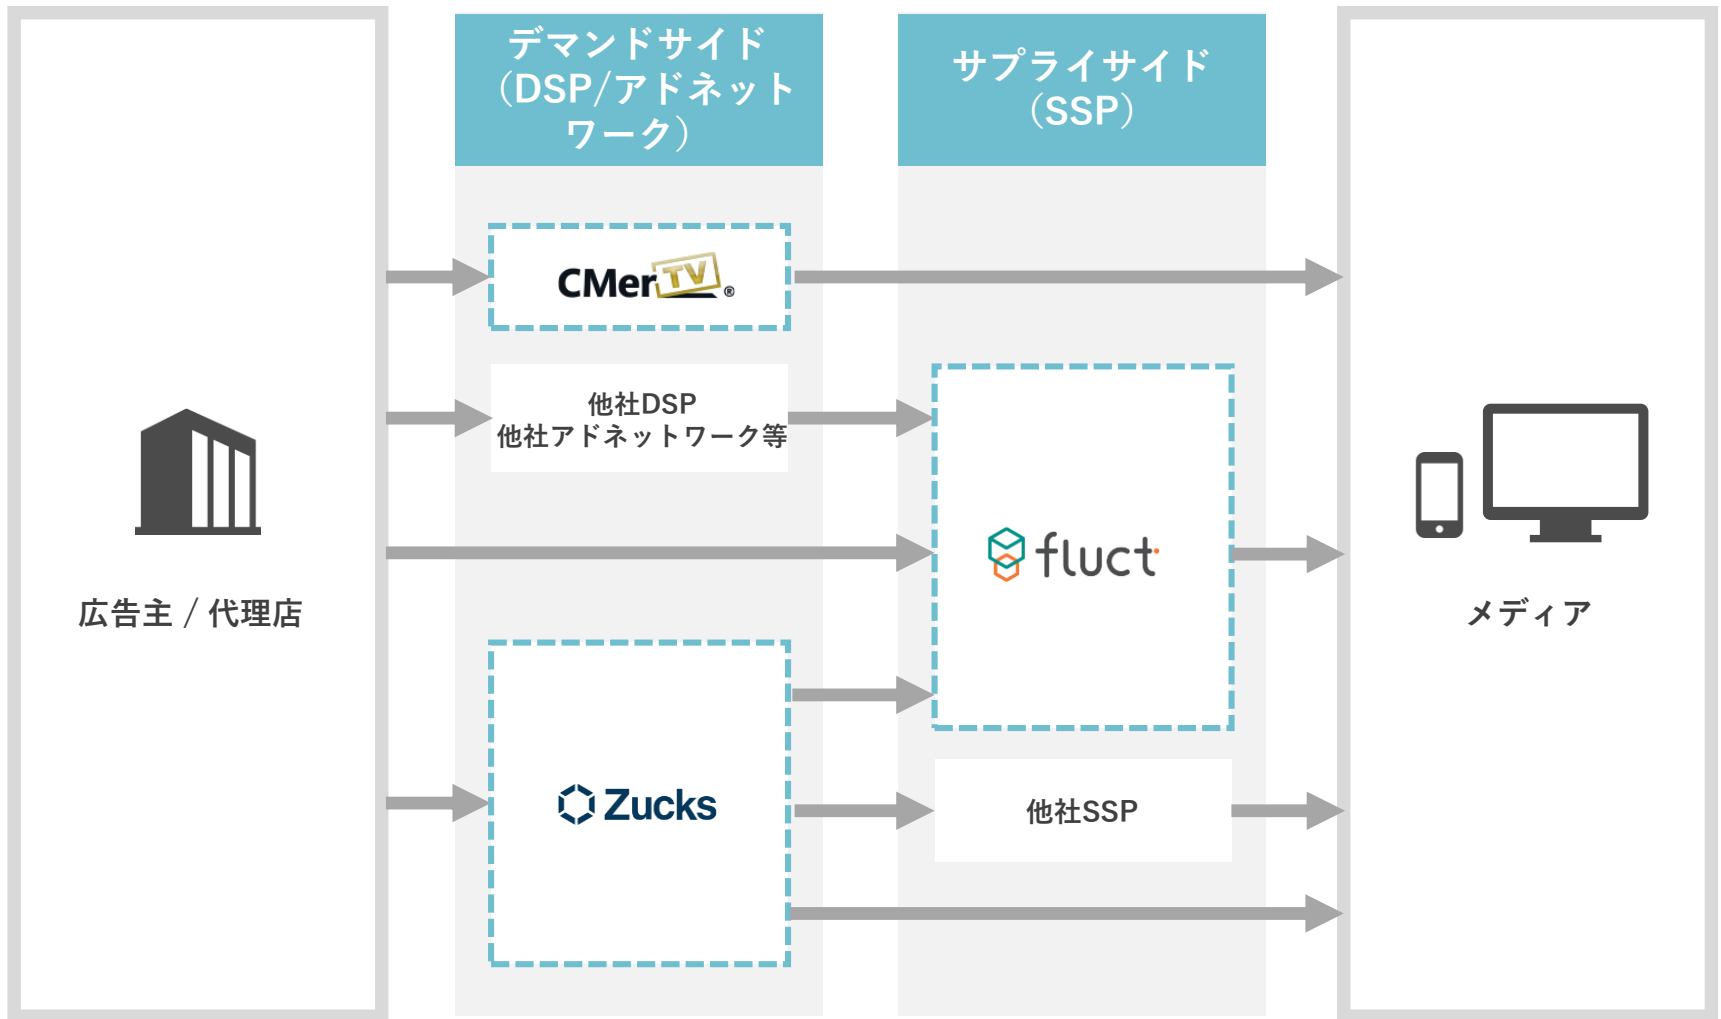 デマンドサイド
（DSP/アドネット
ワーク）
サプライサイド
（SSP）
CMerTV®
他社DSP
他社アドネットワーク等
fluct
広告主 / 代理店
メディア
Zucks
他社SSP